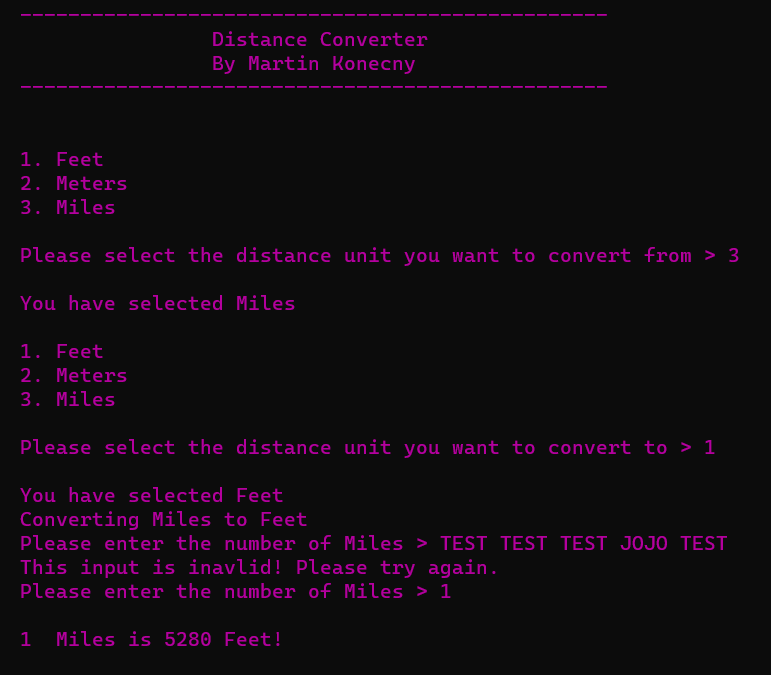 -------------------------------------------------
Distance Converter
By Martin Konecny
-------------------------------------------------
1. Feet
2. Meters
3. Miles
Please select the distance unit you want to convert from > 3
You have selected Miles
1. Feet
2. Meters
3. Miles
Please select the distance unit you want to convert to > 1
You have selected Feet
Converting Miles to Feet
Please enter the number of Miles > TEST TEST TEST JOJO TEST
This input is inavlid! Please try again.
Please enter the number of Miles > 1
1  Miles is 5280 Feet!